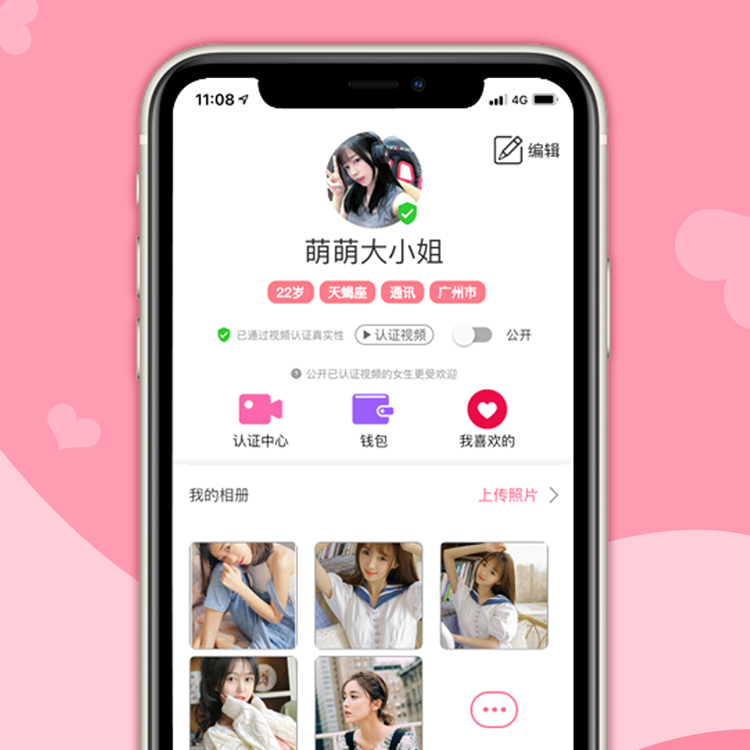 11:08 4G
编辑
萌萌大小姐
22岁 天蝎座 通讯 广州市
已通过视频认证真实性 认证视频 公开
公开已认证视频的女生更受欢迎
认证中心 钱包 我喜欢的
我的相册 上传照片